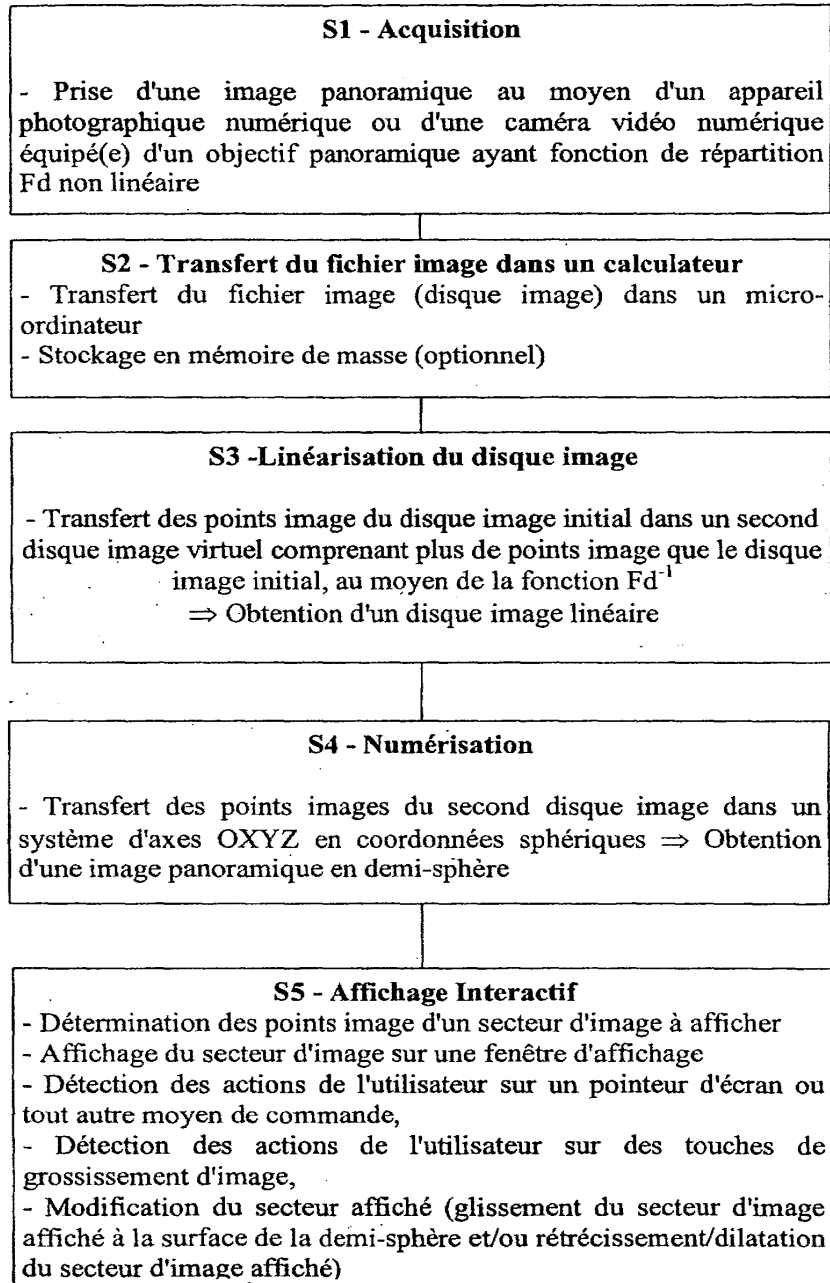 S1 - Acquisition
- Prise d'une image panoramique au moyen d'un appareil
photographique numérique ou d'une caméra vidéo numérique
équipé(e) d'un objectif panoramique ayant fonction de répartition
Fd non linéaire
S2 - Transfert du fichier image dans un calculateur
- Transfert du fichier image (disque image) dans un micro-
ordinateur
- Stockage en mémoire de masse (optionnel)
S3 -Linéarisation du disque image
- Transfert des points image du disque image initial dans un second
disque image virtuel comprenant plus de points image que le disque
image initial, au moyen de la fonction Fd⁻¹
⇒ Obtention d'un disque image linéaire
S4 - Numérisation
- Transfert des points images du second disque image dans un
système d'axes OXYZ en coordonnées sphériques ⇒ Obtention
d'une image panoramique en demi-sphère
S5 - Affichage Interactif
- Détermination des points image d'un secteur d'image à afficher
- Affichage du secteur d'image sur une fenêtre d'affichage
- Détection des actions de l'utilisateur sur un pointeur d'écran ou
tout autre moyen de commande,
- Détection des actions de l'utilisateur sur des touches de
grossissement d'image,
- Modification du secteur affiché (glissement du secteur d'image
affiché à la surface de la demi-sphère et/ou rétrécissement/dilatation
du secteur d'image affiché)